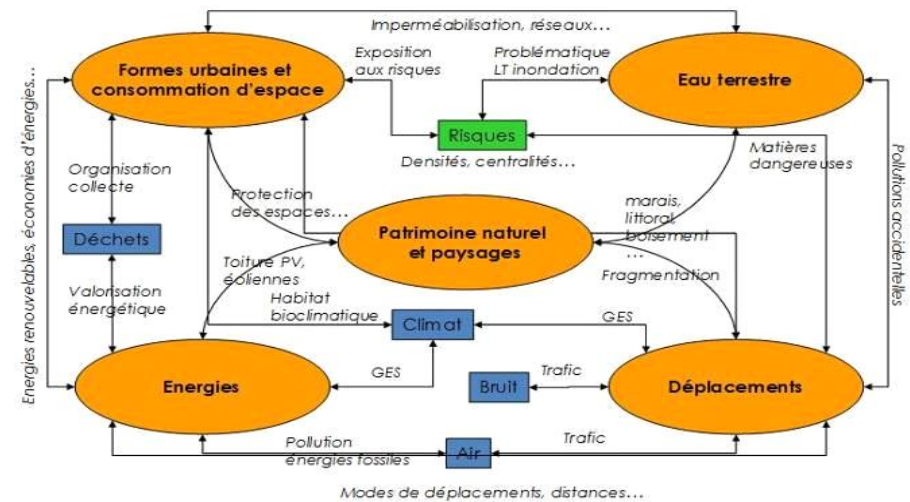 Imperméabilisation, réseaux...
Formes urbaines et
consommation d'espace
Exposition
aux risques
Problématique
LT inondation
Eau terrestre
Risques
Densités, centralités...
Matières
dangereuses
Energies renouvelables, économies d'énergies...
Pollutions accidentelles
Organisation
collecte
Déchets
Valorisation
énergétique
Protection
des espaces...
Patrimoine naturel
et paysages
marais,
littoral,
boisement
...
Fragmentation
Toiture PV,
éoliennes
Habitat
bioclimatique
Climat
GES
Energies
GES
Bruit
Trafic
Déplacements
Pollution
énergies fossiles
Air
Trafic
Modes de déplacements, distances...